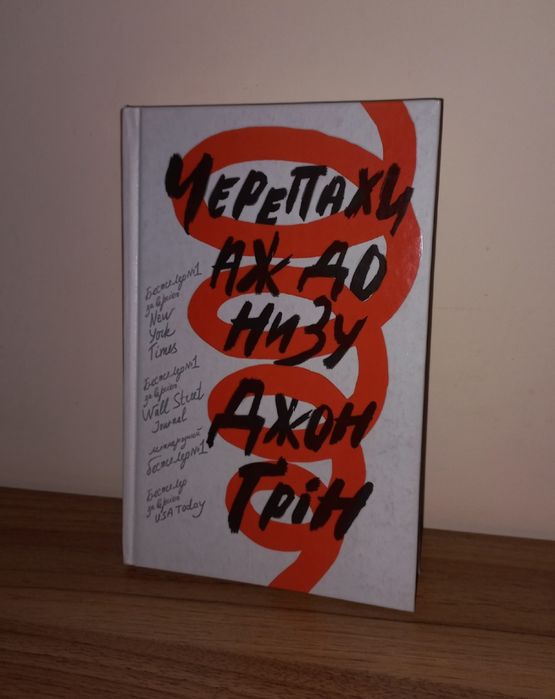 Черепахи
аж до
низу
Джон
Ґрін
Бестселер №1
за версією
New
York
Times
Бестселер №1
за версією
Wall Street
Journal
міжнародний
бестселер №1
Бестселер
за версією
USA Today